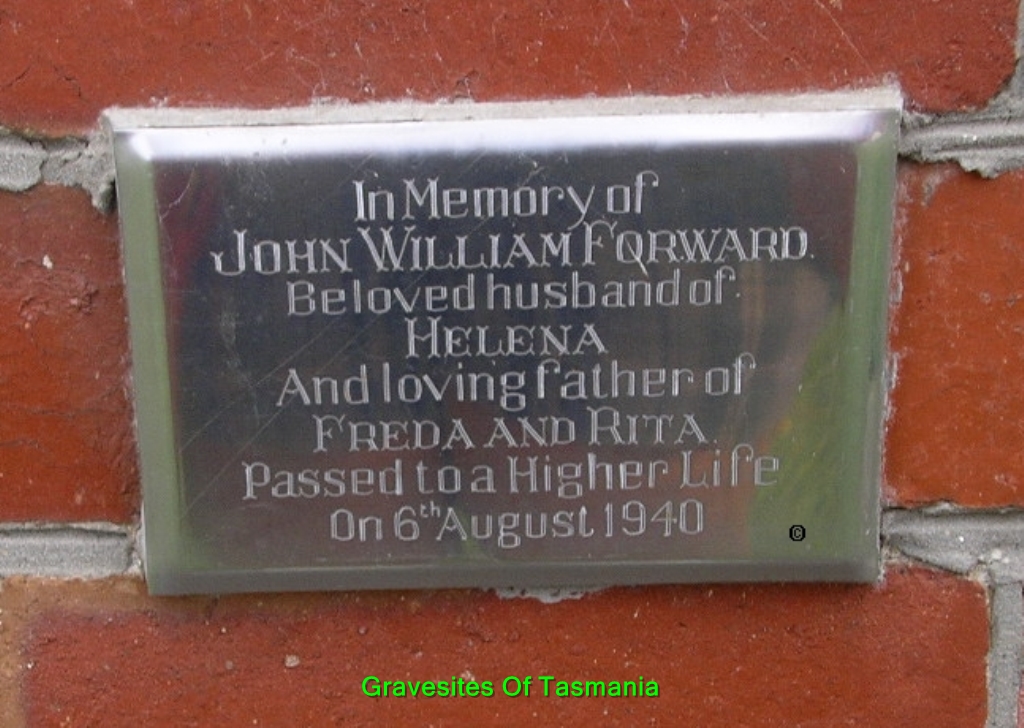 In Memory of
JOHN WILLIAM FORWARD.
Beloved husband of
HELENA
And loving father of
FREDA AND RITA.
Passed to a Higher Life
On 6th August 1940
©
Gravesites Of Tasmania